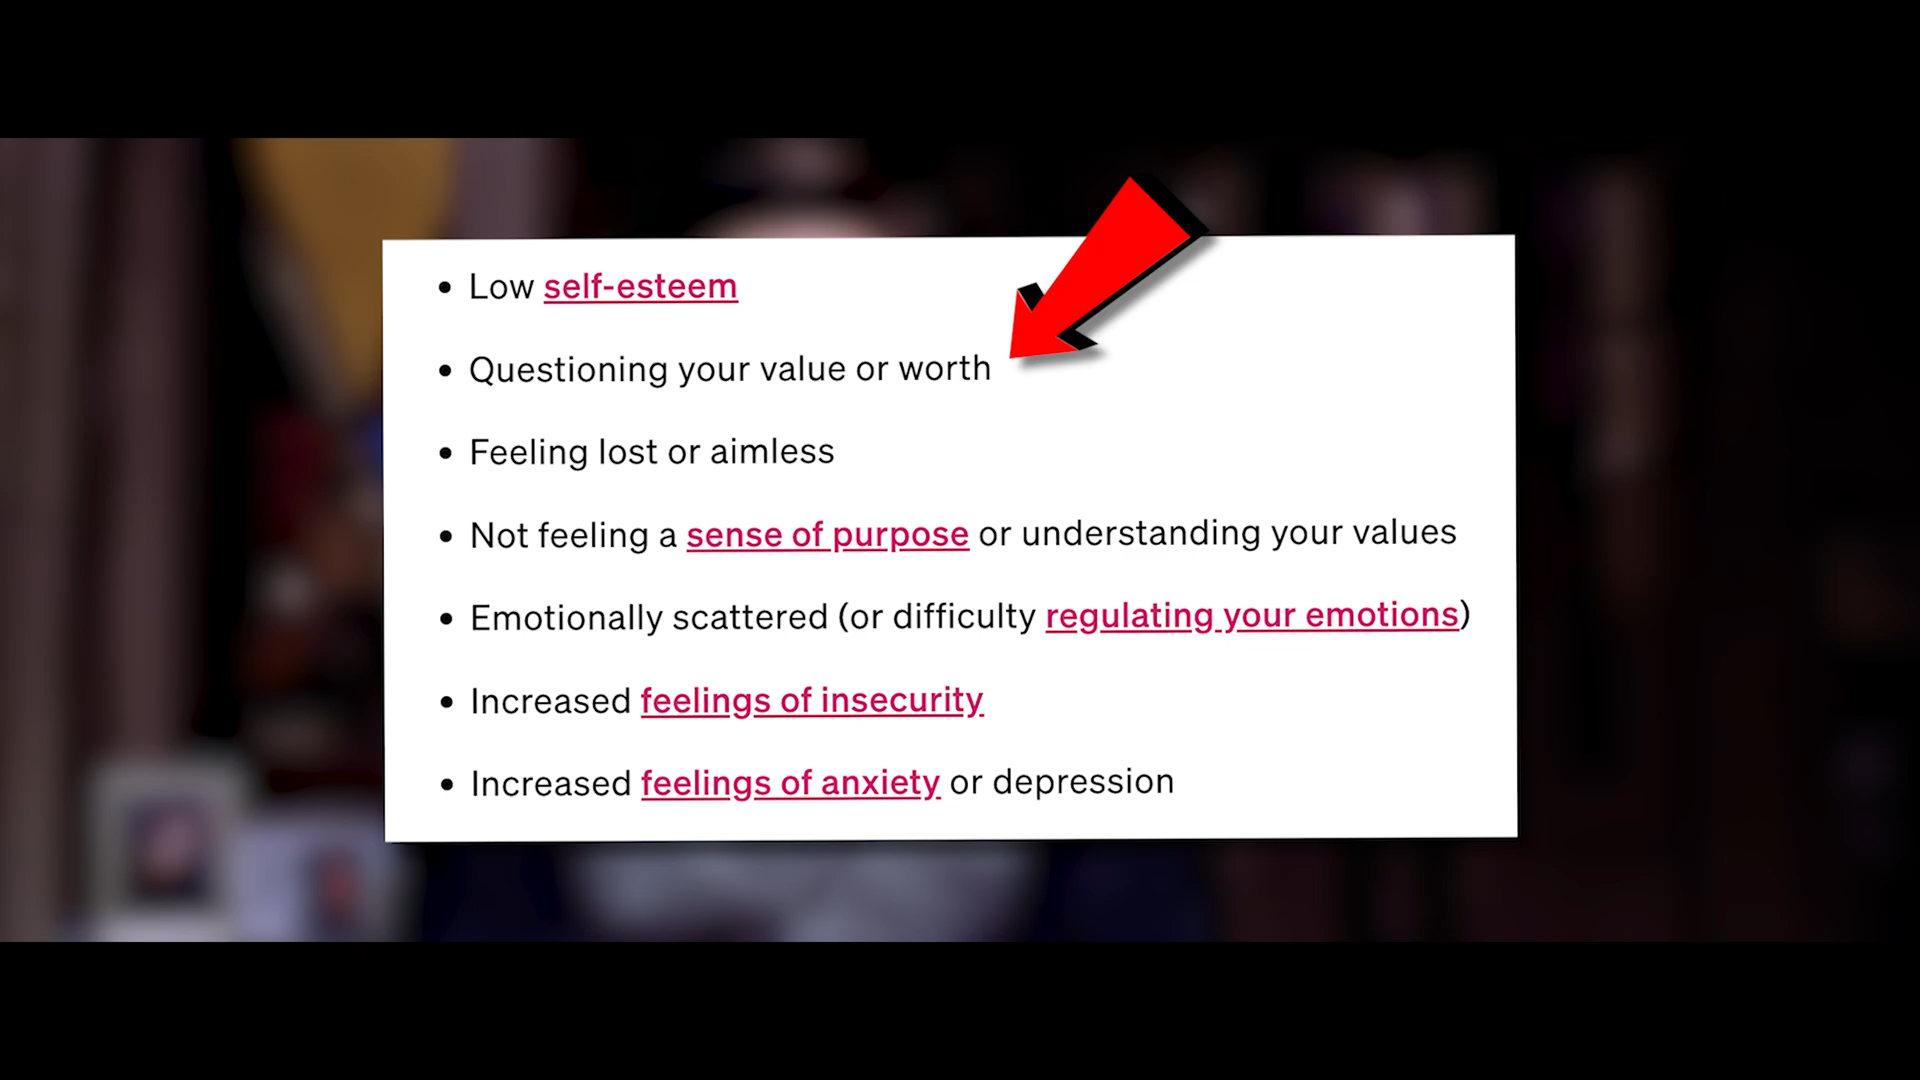 • Low self-esteem
• Questioning your value or worth
• Feeling lost or aimless
• Not feeling a sense of purpose or understanding your values
• Emotionally scattered (or difficulty regulating your emotions)
• Increased feelings of insecurity
• Increased feelings of anxiety or depression